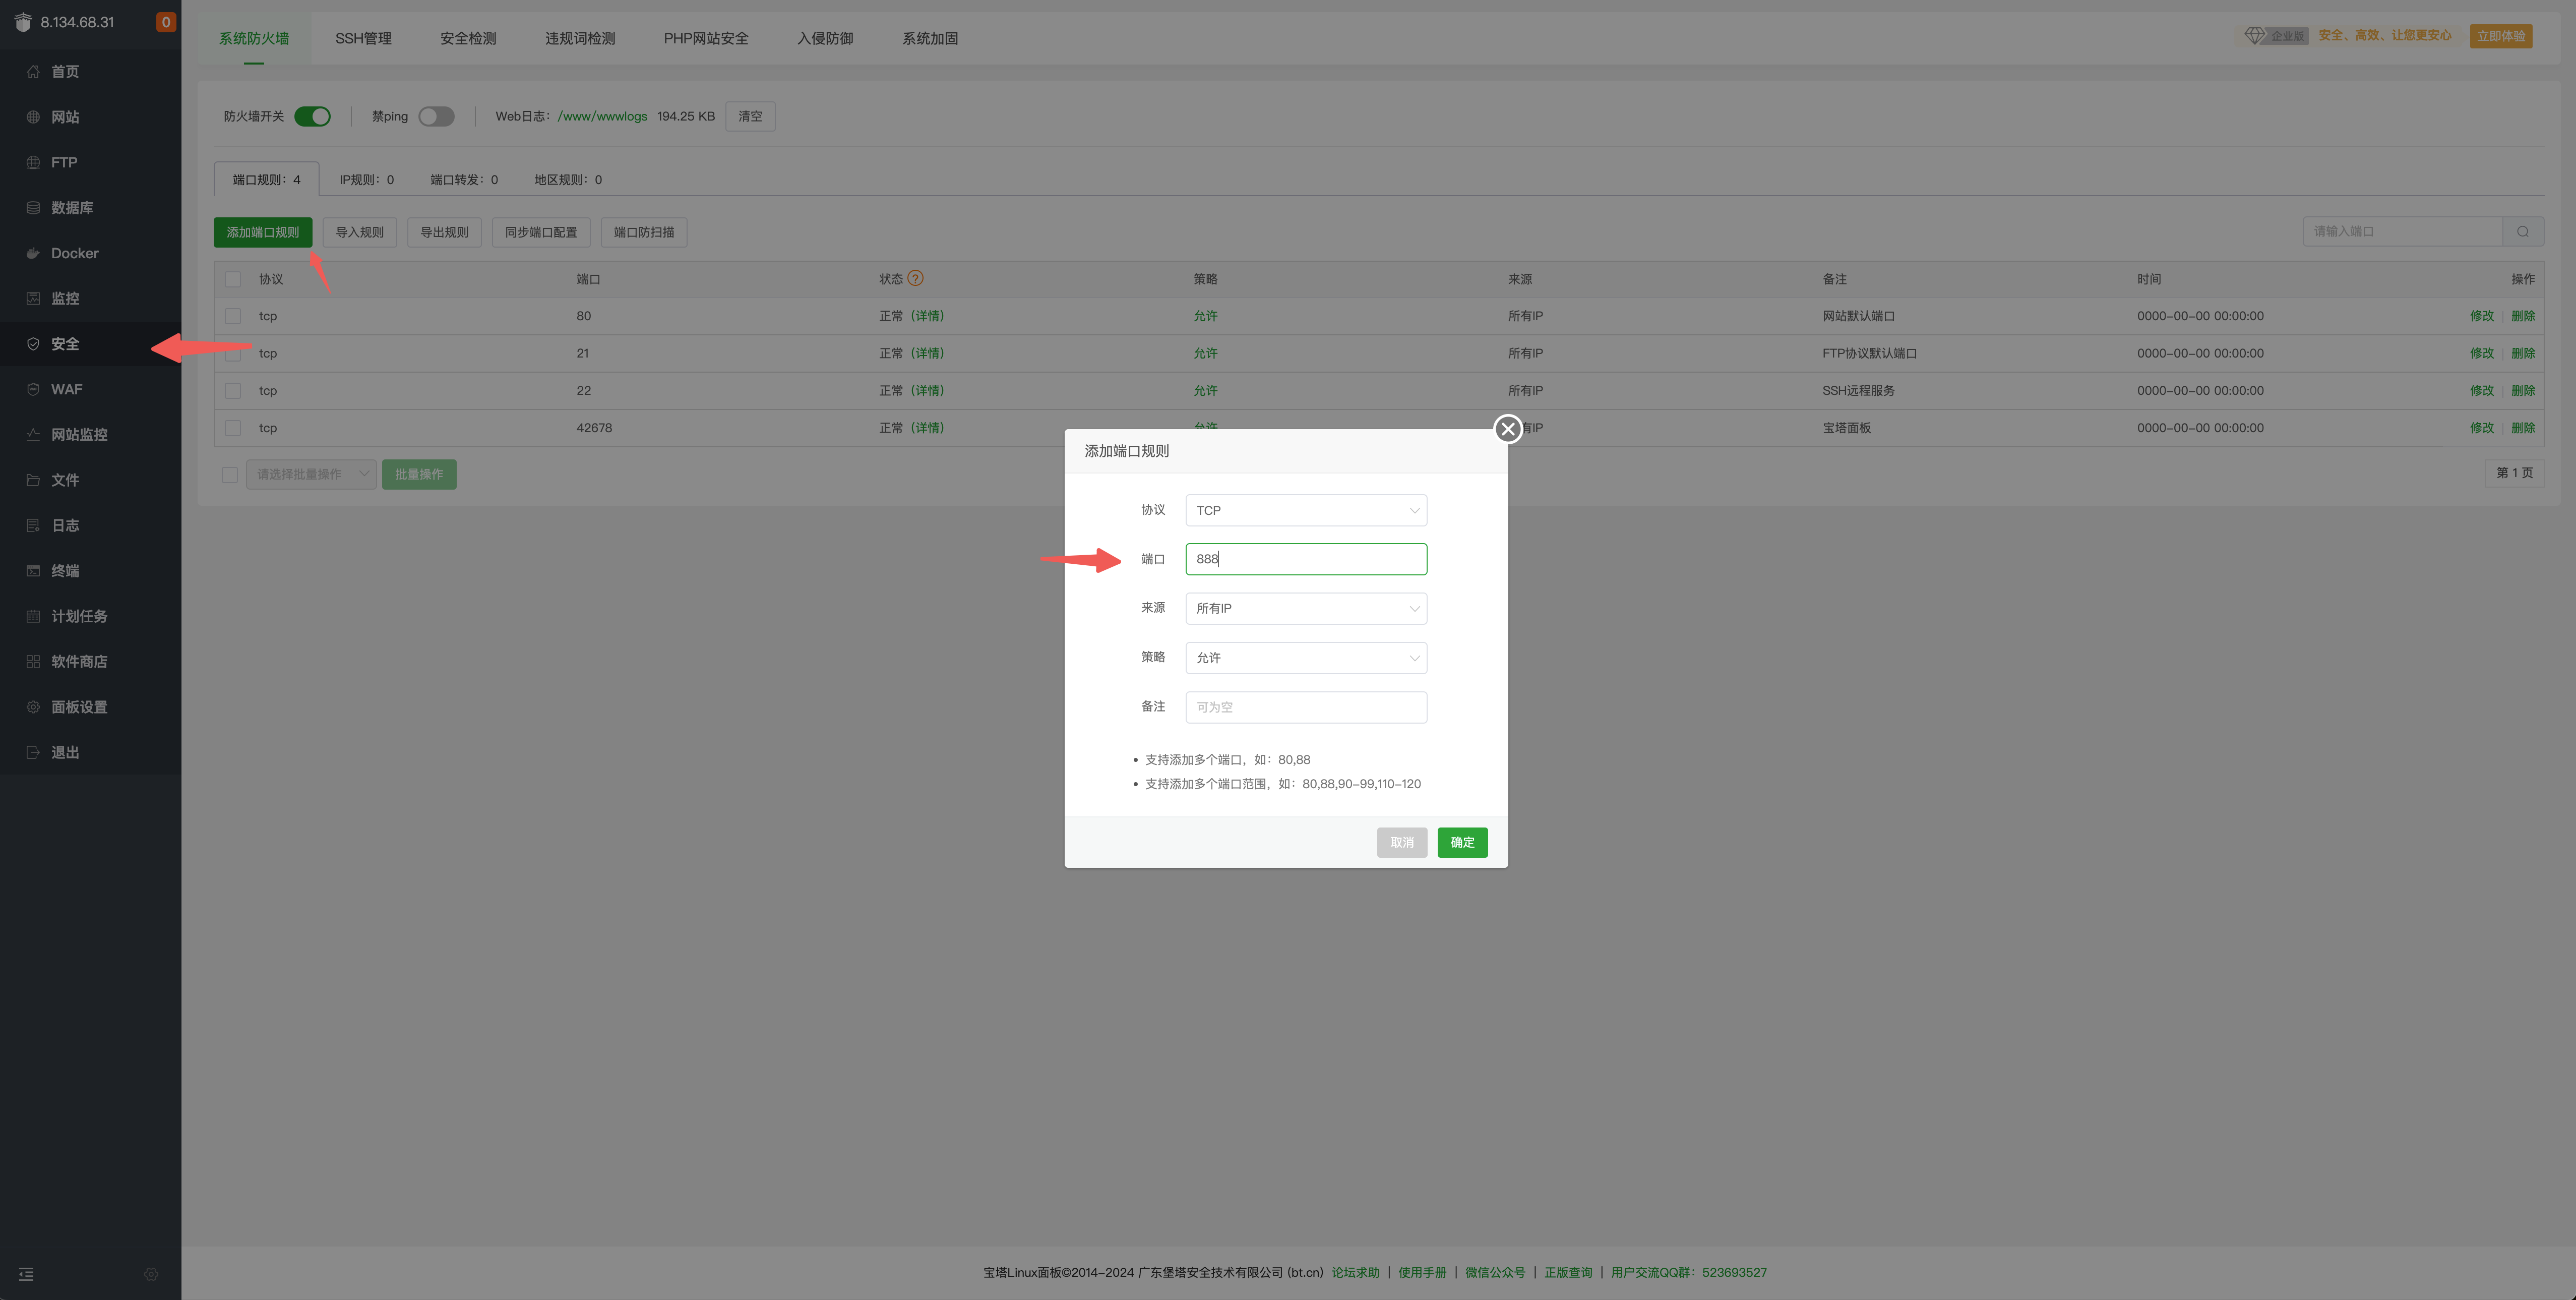 8.134.68.31 0
首页
网站
FTP
数据库
Docker
监控
安全
WAF
网站监控
文件
日志
终端
计划任务
软件商店
面板设置
退出
系统防火墙 SSH管理 安全检测 违规词检测 PHP网站安全 入侵防御 系统加固
企业版 安全、高效、让您更安心 立即体验
防火墙开关 禁ping Web日志：/www/wwwlogs 194.25 KB 清空
端口规则：4 IP规则：0 端口转发：0 地区规则：0
添加端口规则 导入规则 导出规则 同步端口配置 端口防扫描 请输入端口
协议 端口 状态 ? 策略 来源 备注 时间 操作
tcp 80 正常（详情） 允许 所有IP 网站默认端口 0000-00-00 00:00:00 修改 | 删除
tcp 21 正常（详情） 允许 所有IP FTP协议默认端口 0000-00-00 00:00:00 修改 | 删除
tcp 22 正常（详情） 允许 所有IP SSH远程服务 0000-00-00 00:00:00 修改 | 删除
tcp 42678 正常（详情） 允许 有IP 宝塔面板 0000-00-00 00:00:00 修改 | 删除
请选择批量操作 批量操作 第 1 页
添加端口规则
协议 TCP
端口 888
来源 所有IP
策略 允许
备注 可为空
• 支持添加多个端口，如：80,88
• 支持添加多个端口范围，如：80,88,90-99,110-120
取消 确定
宝塔Linux面板©2014-2024 广东堡塔安全技术有限公司 (bt.cn) 论坛求助 | 使用手册 | 微信公众号 | 正版查询 | 用户交流QQ群：523693527